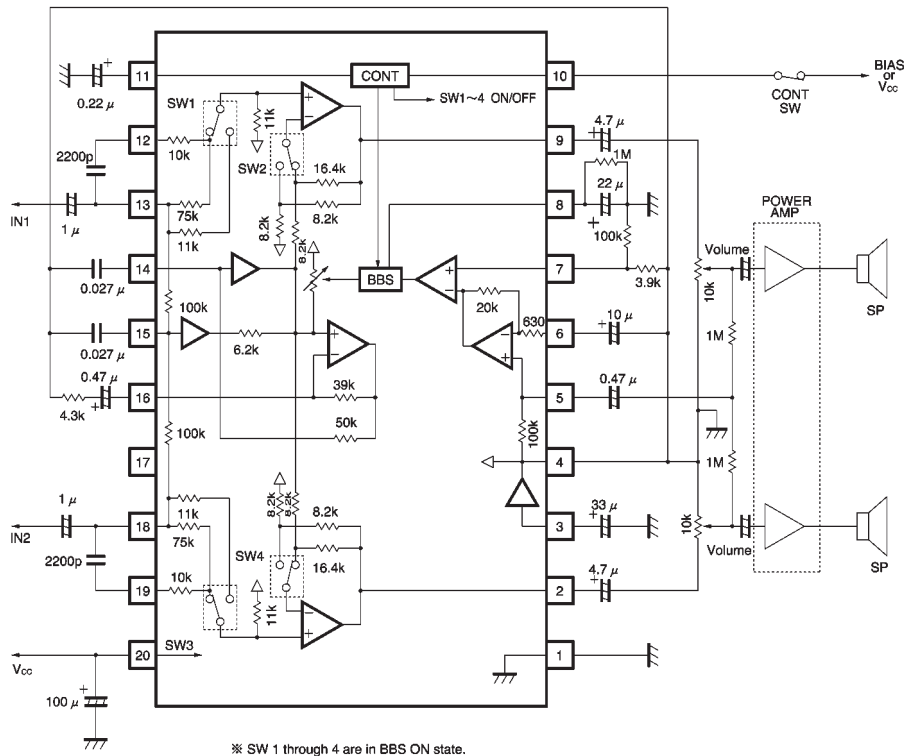 11
CONT
10
BIAS
or
Vcc
CONT
SW
SW1~4 ON/OFF
0.22 μ
+
SW1
11k
+
−
4.7 μ
+
9
12
10k
2200p
SW2
16.4k
1M
22 μ
+
8
13
IN1
1 μ
75k
11k
8.2k
8.2k
8.2k
POWER
AMP
Volume
100k
14
0.027 μ
8.2k
BBS
+
−
7
3.9k
10k
SP
100k
20k
15
0.027 μ
6.2k
+
−
−
+
630
6
10 μ
+
1M
0.47 μ
+
16
4.3k
39k
50k
5
0.47 μ
100k
100k
17
4
1M
1 μ
18
IN2
11k
75k
8.2k
8.2k
8.2k
16.4k
3
33 μ
+
10k
Volume
SP
2200p
10k
SW4
19
11k
−
+
2
4.7 μ
+
20
SW3
Vcc
1
100 μ
+
※ SW 1 through 4 are in BBS ON state.